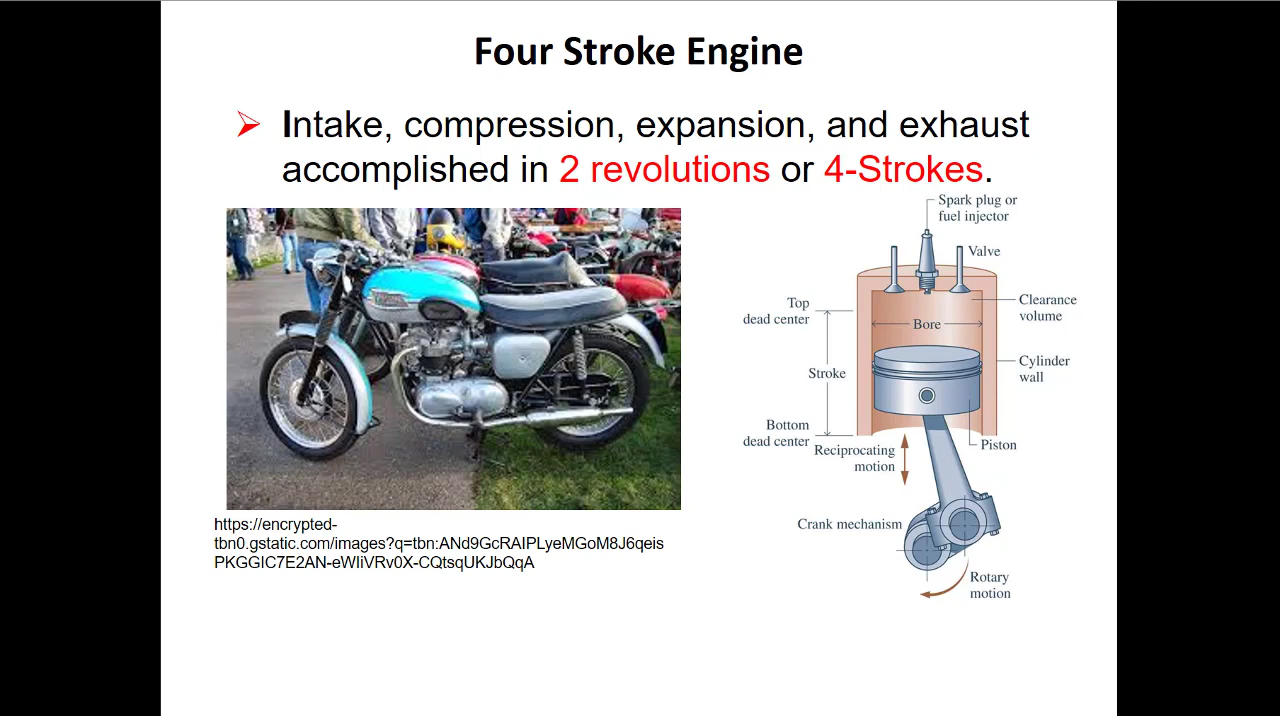 Four Stroke Engine
Intake, compression, expansion, and exhaust
accomplished in 2 revolutions or 4-Strokes.
Spark plug or
fuel injector
Valve
Top
dead center
Clearance
volume
Bore
Stroke
Cylinder
wall
Bottom
dead center
Reciprocating
motion
Piston
Crank mechanism
Rotary
motion
https://encrypted-
tbn0.gstatic.com/images?q=tbn:ANd9GcRAIPLyeMGoM8J6qeis
PKGGIC7E2AN-eWIiVRv0X-CQtsqUKJbQqA